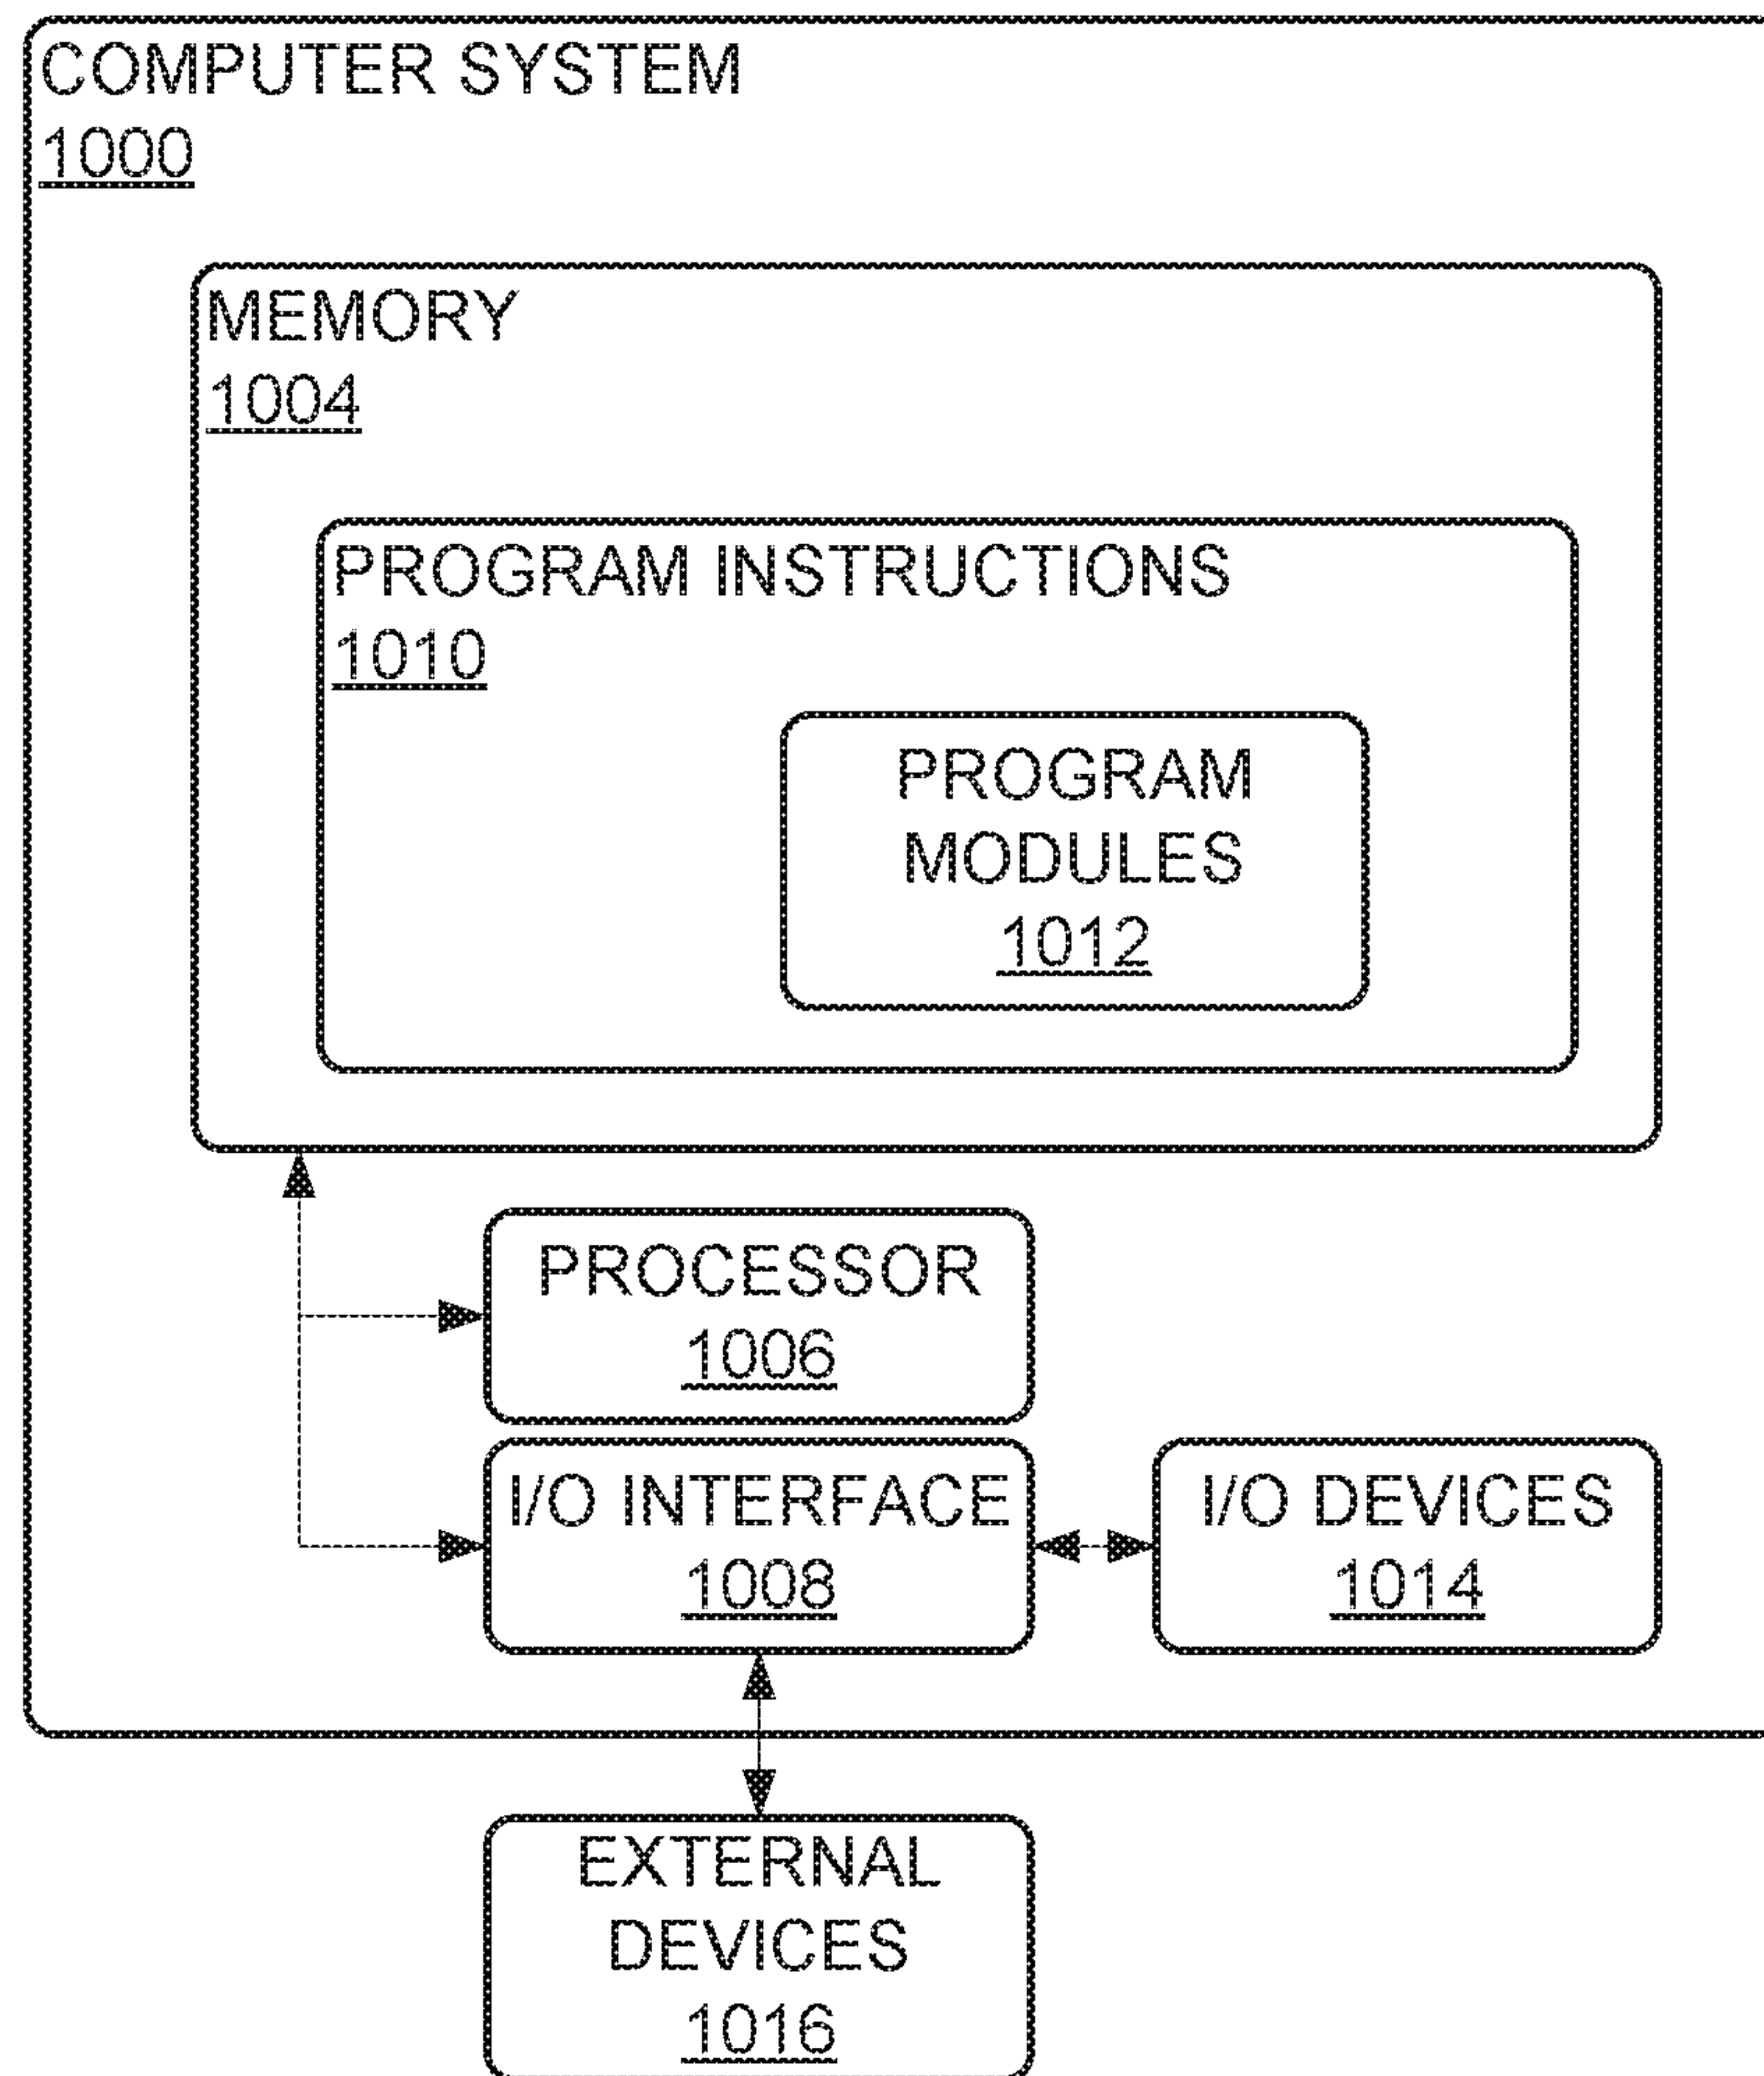 COMPUTER SYSTEM
1000
MEMORY
1004
PROGRAM INSTRUCTIONS
1010
PROGRAM
MODULES
1012
PROCESSOR
1006
I/O INTERFACE
1008
I/O DEVICES
1014
EXTERNAL
DEVICES
1016